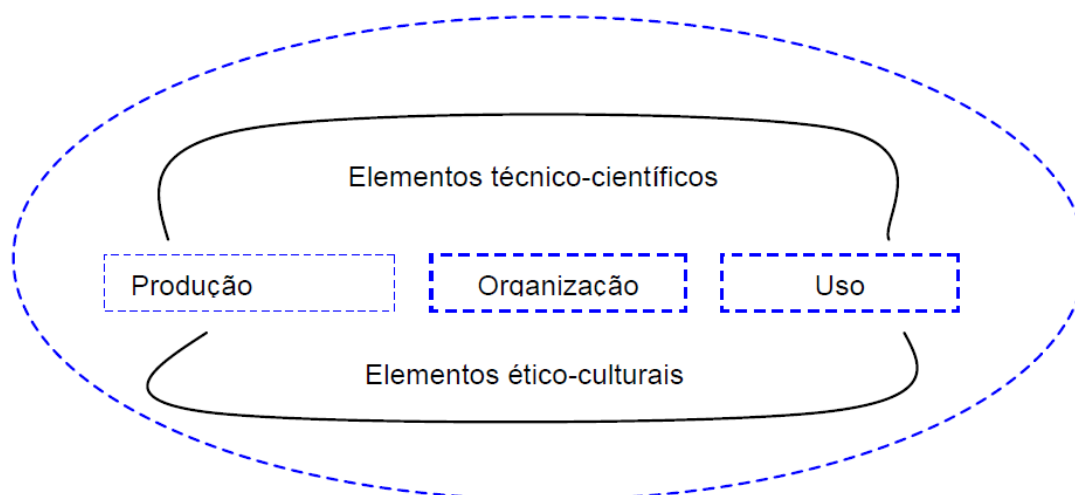 Elementos técnico-científicos
Produção Organização Uso
Elementos ético-culturais